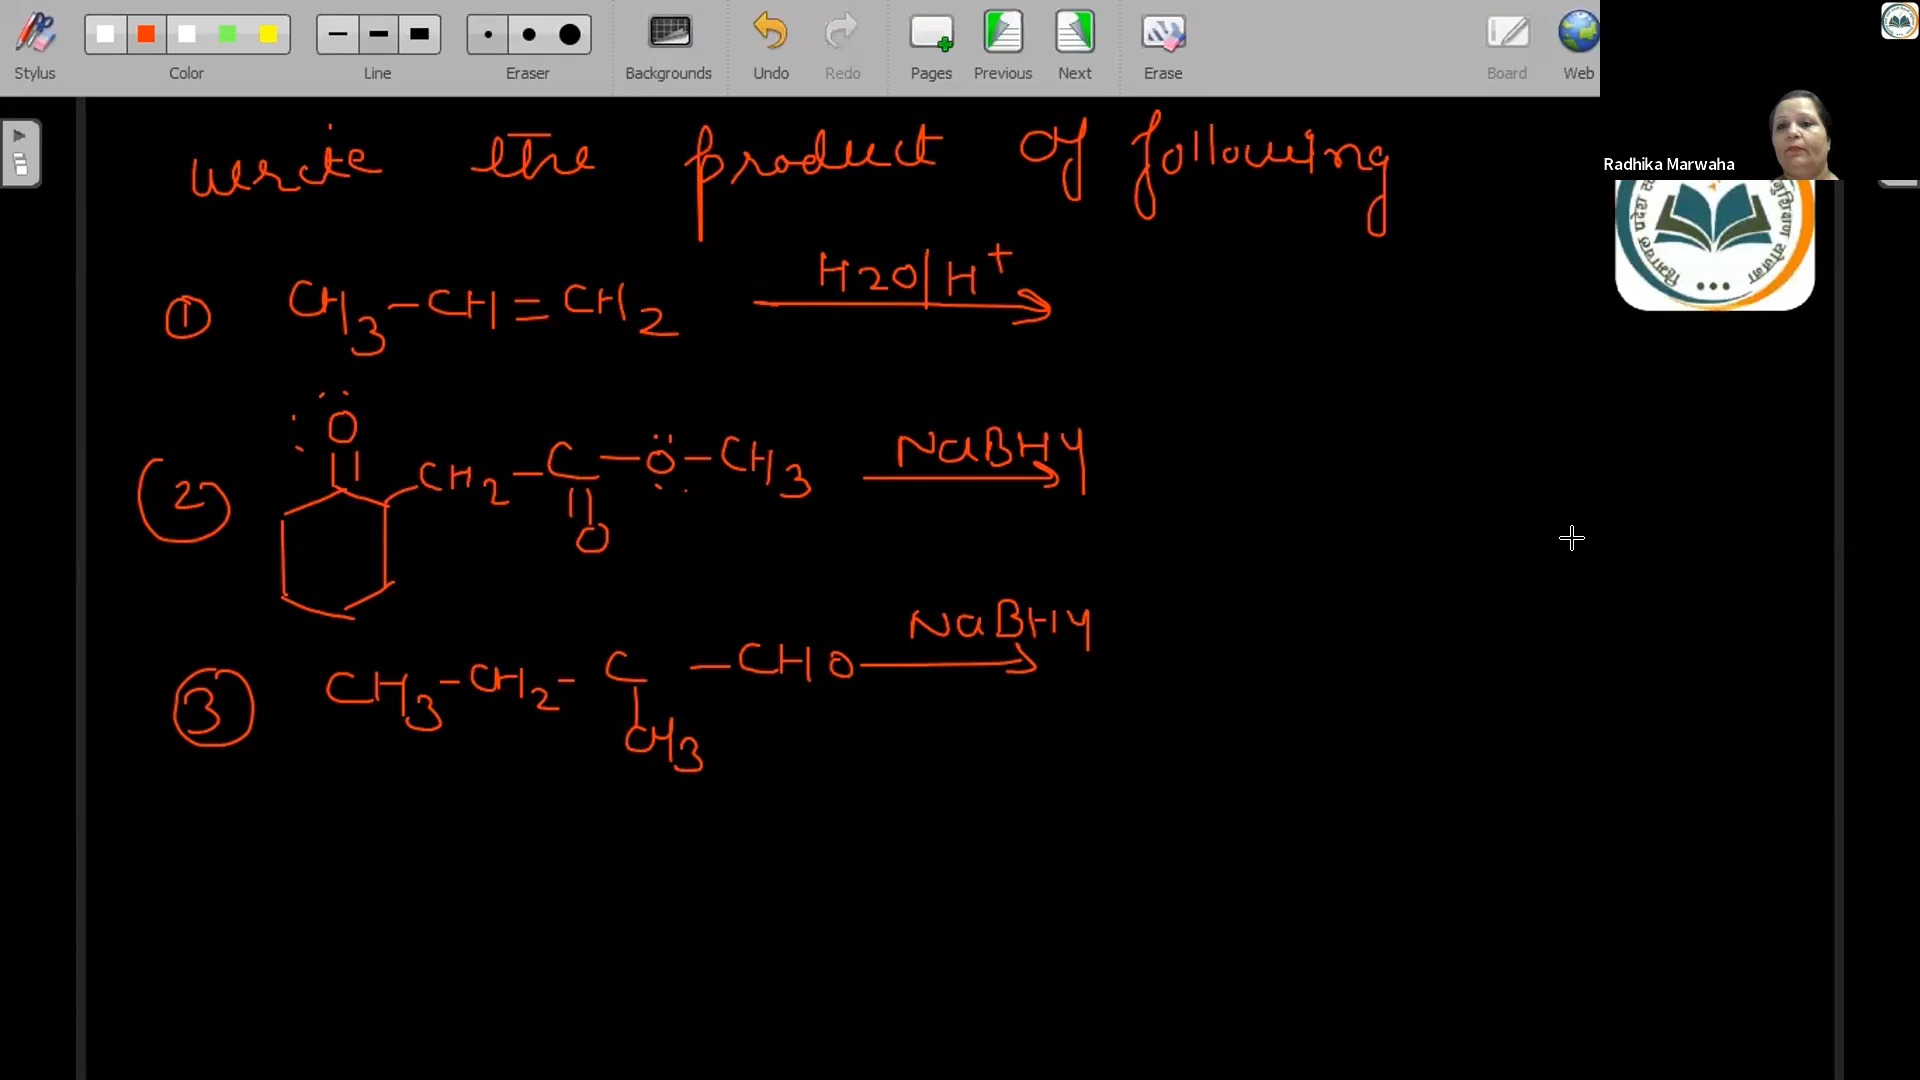 Stylus Color Line Eraser Backgrounds Undo Redo Pages Previous Next Erase Board Web
Radhika Marwaha
write the product of following
① CH3-CH=CH2 H2O/H+
② O CH2-C-O-CH3 NaBH4
O
③ CH3-CH2-C-CHO NaBH4
CH3